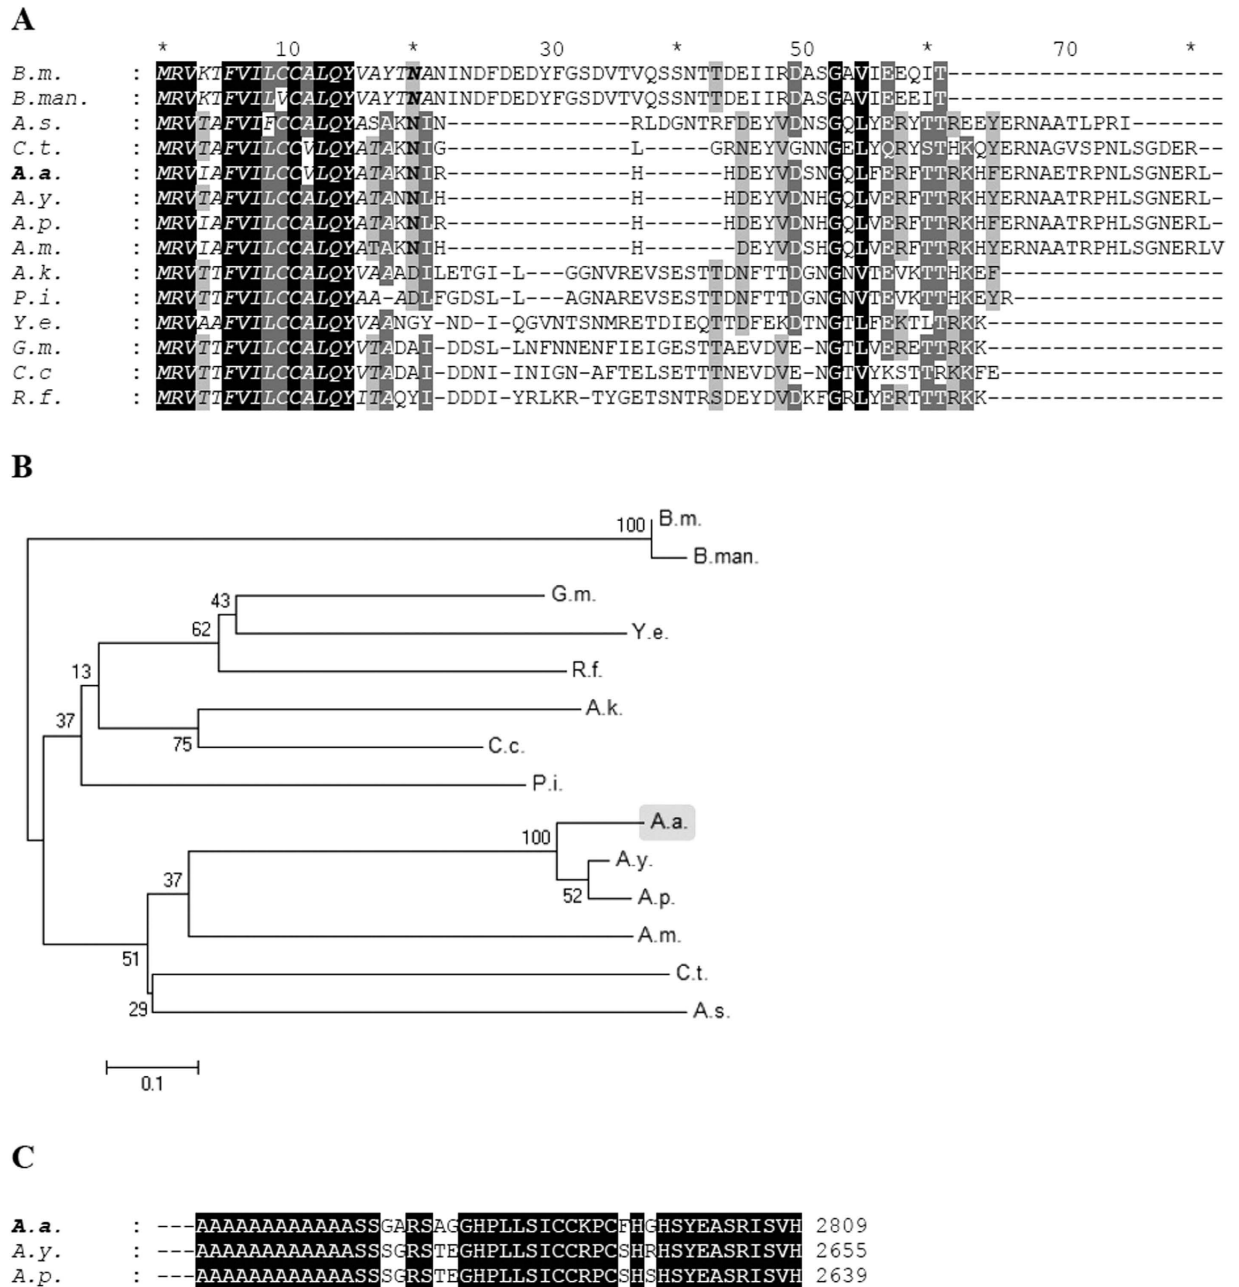 A
* 10 * 30 * 50 * 70 *
B.m. : MRVKTFVILCCALQYVAYTNANINDFDEDYFGSDVTVQSSNTTDEIIRDASGAVIEEQIT---------------------
B.man. : MRVKTFVILVCALQYVAYTNANINDFDEDYFGSDVTVQSSNTTDEIIRDASGAVIEEEIT---------------------
A.s. : MRVTAFVIFCCALQYASAKNIN--------------RLDGNTRFDEYVDNSGQLYERYTTREEYERNAATLPRI-------
C.t. : MRVTAFVILCCVLQYATAKNIG--------------L-----GRNEYVGNNGELYQRYSTHKQYERNAGVSPNLSGDER--
A.a. : MRVIAFVILCCVLQYATAKNIR--------------H------HDEYVDSNGQLFERFTTRKHFERNAETRPNLSGNERL-
A.y. : MRVTAFVILCCALQYATANNLH--------------H------HDEYVDNHGQLVERFTTRKHYERNAATRPHLSGNERL-
A.p. : MRVIAFVILCCALQYATAKNLR--------------H------HDEYVDNHGQLVERFTTRKHFERNAATRPHLSGNERL-
A.m. : MRVIAFVILCCALQYATAKNIH--------------H-------DEYVDSHGQLVERFTTRKHYERNAATRPHLSGNERLV
A.k. : MRVTTFVILCCALQYVAAADILETGI-L---GGNVREVSESTTDNFTTDGNGNVTEVKTTHKEF-----------------
P.i. : MRVTTFVILCCALQYAA-ADLFGDSL-L---AGNAREVSESTTDNFTTDGNGNVTEVKTTHKEYR----------------
Y.e. : MRVAAFVILCCALQYVAANGY-ND-I-QGVNTSNMRETDIEQTTDFEKDTNGTLFEKTLTRKK------------------
G.m. : MRVTTFVILCCALQYVTADAI-DDSL-LNFNNENFIEIGESTTAEVDVE-NGTLVERETTRKK------------------
C.c : MRVTTFVILCCALQYVTADAI-DDNI-INIGN-AFTELSETTTNEVDVE-NGTVYKSTTRKKFE-----------------
R.f. : MRVTTFVILCCALQYITAQYI-DDDI-YRLKR-TYGETSNTRSDEYDVDKFGRLYERTTTRKK------------------
B
100 B.m.
B.man.
43 G.m.
62 Y.e.
R.f.
13
A.k.
37
75 C.c.
P.i.
A.a.
100
A.y.
37
52 A.p.
A.m.
51
C.t.
29 A.s.
0.1
C
A.a. : ---AAAAAAAAAAAASSGARSAGGHPLLSICCKPCFHGHSYEASRISVH 2809
A.y. : ---AAAAAAAAAAAASSSGRSTEGHPLLSICCRPCSHRHSYEASRISVH 2655
A.p. : ---AAAAAAAAAAAASSSGRSTEGHPLLSICCRPCSHSHSYEASRISVH 2639